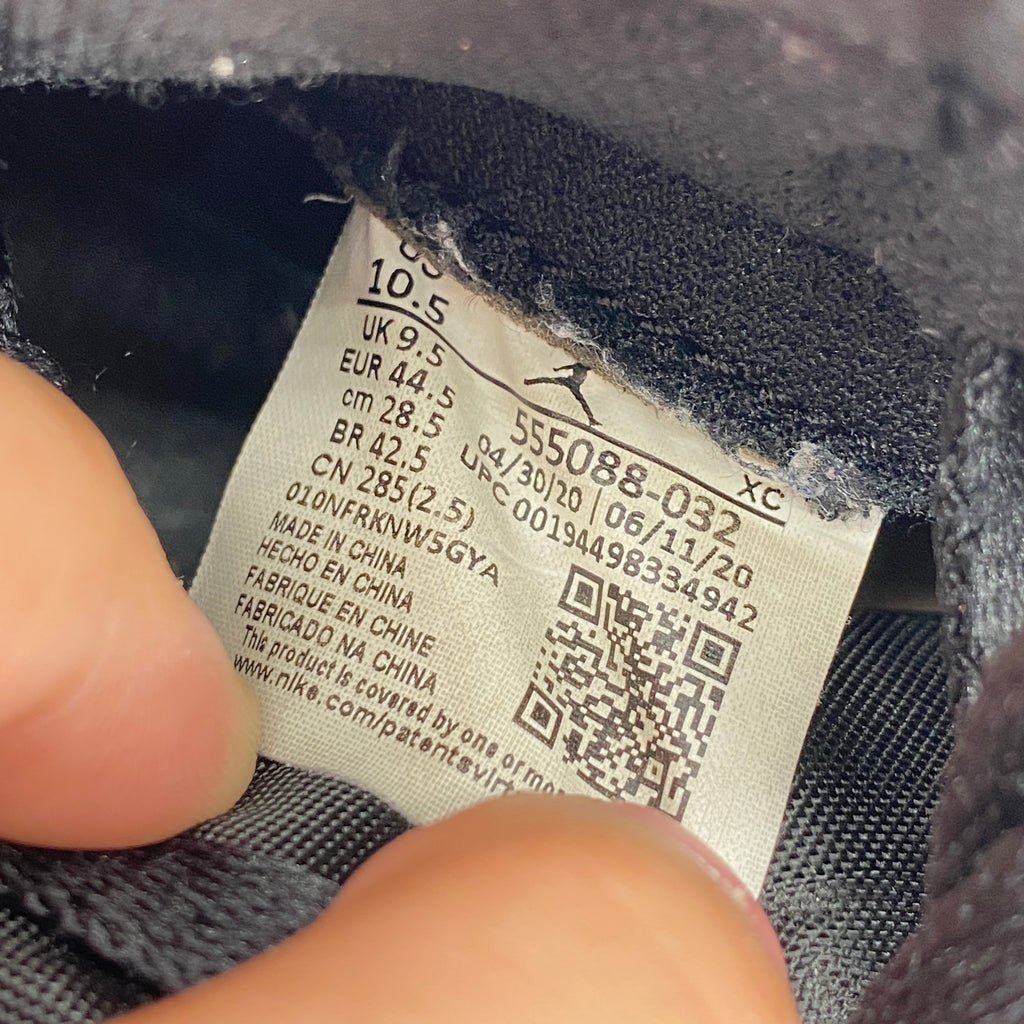 US
10.5
UK 9.5
EUR 44.5
cm 28.5
BR 42.5
CN 285(2.5)
010NFRKNW5GYA
MADE IN CHINA
HECHO EN CHINA
FABRIQUE EN CHINE
FABRICADO NA CHINA
This product is covered by one or
www.nike.com/patents
XC
555088-032
04/30/20 | 06/11/20
UPC 00194498334942